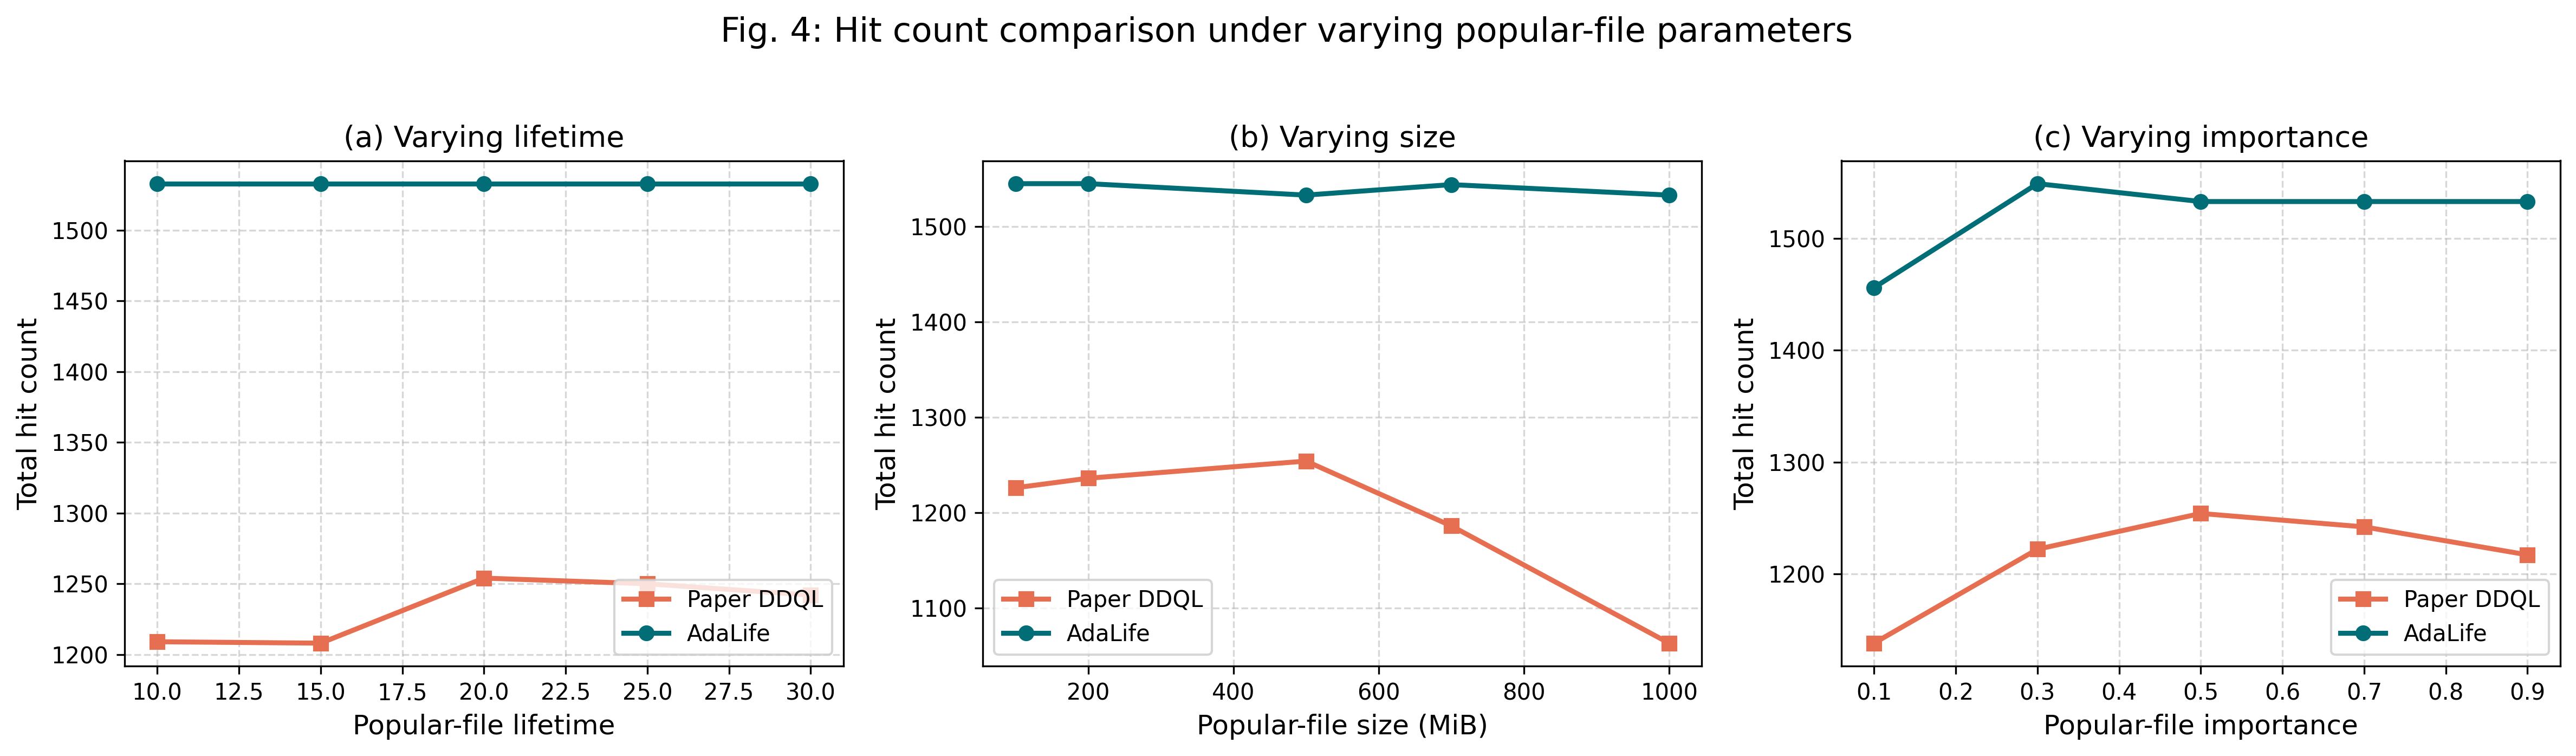 Fig. 4: Hit count comparison under varying popular-file parameters
(a) Varying lifetime
Total hit count
1500
1450
1400
1350
1300
1250
1200
Paper DDQL
AdaLife
10.0 12.5 15.0 17.5 20.0 22.5 25.0 27.5 30.0
Popular-file lifetime
(b) Varying size
Total hit count
1500
1400
1300
1200
1100
Paper DDQL
AdaLife
200 400 600 800 1000
Popular-file size (MiB)
(c) Varying importance
Total hit count
1500
1400
1300
1200
Paper DDQL
AdaLife
0.1 0.2 0.3 0.4 0.5 0.6 0.7 0.8 0.9
Popular-file importance